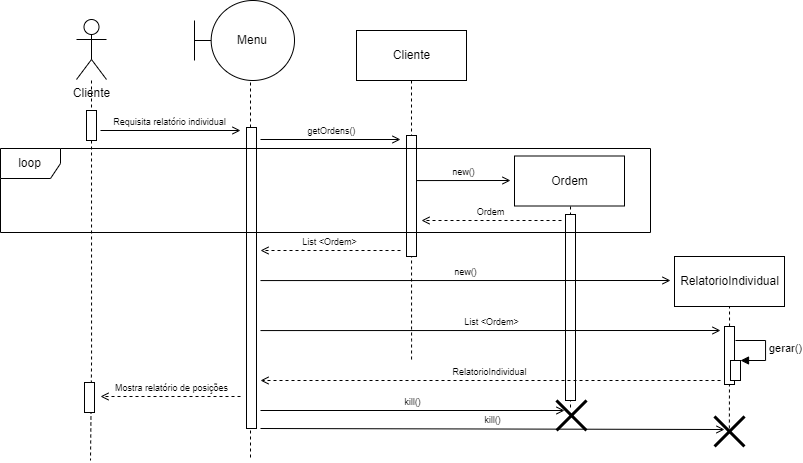 Menu
Cliente
Cliente
Requisita relatório individual
getOrdens()
loop
new()
Ordem
Ordem
List <Ordem>
new()
RelatorioIndividual
List <Ordem>
gerar()
RelatorioIndividual
Mostra relatório de posições
kill()
kill()